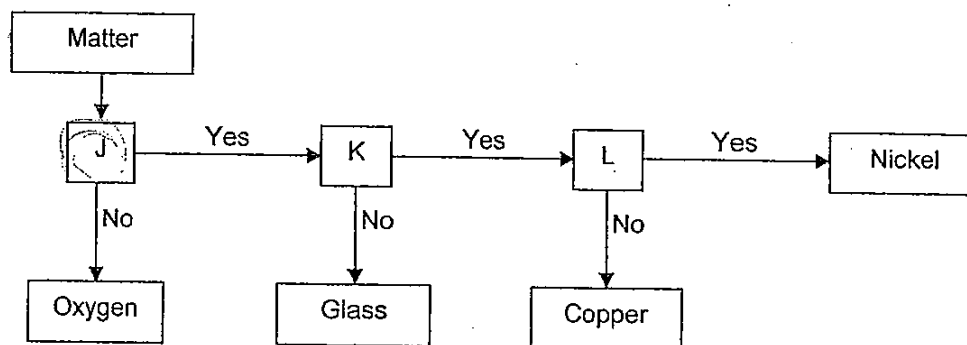 Matter
J
Yes
K
Yes
L
Yes
Nickel
No
No
No
Oxygen
Glass
Copper